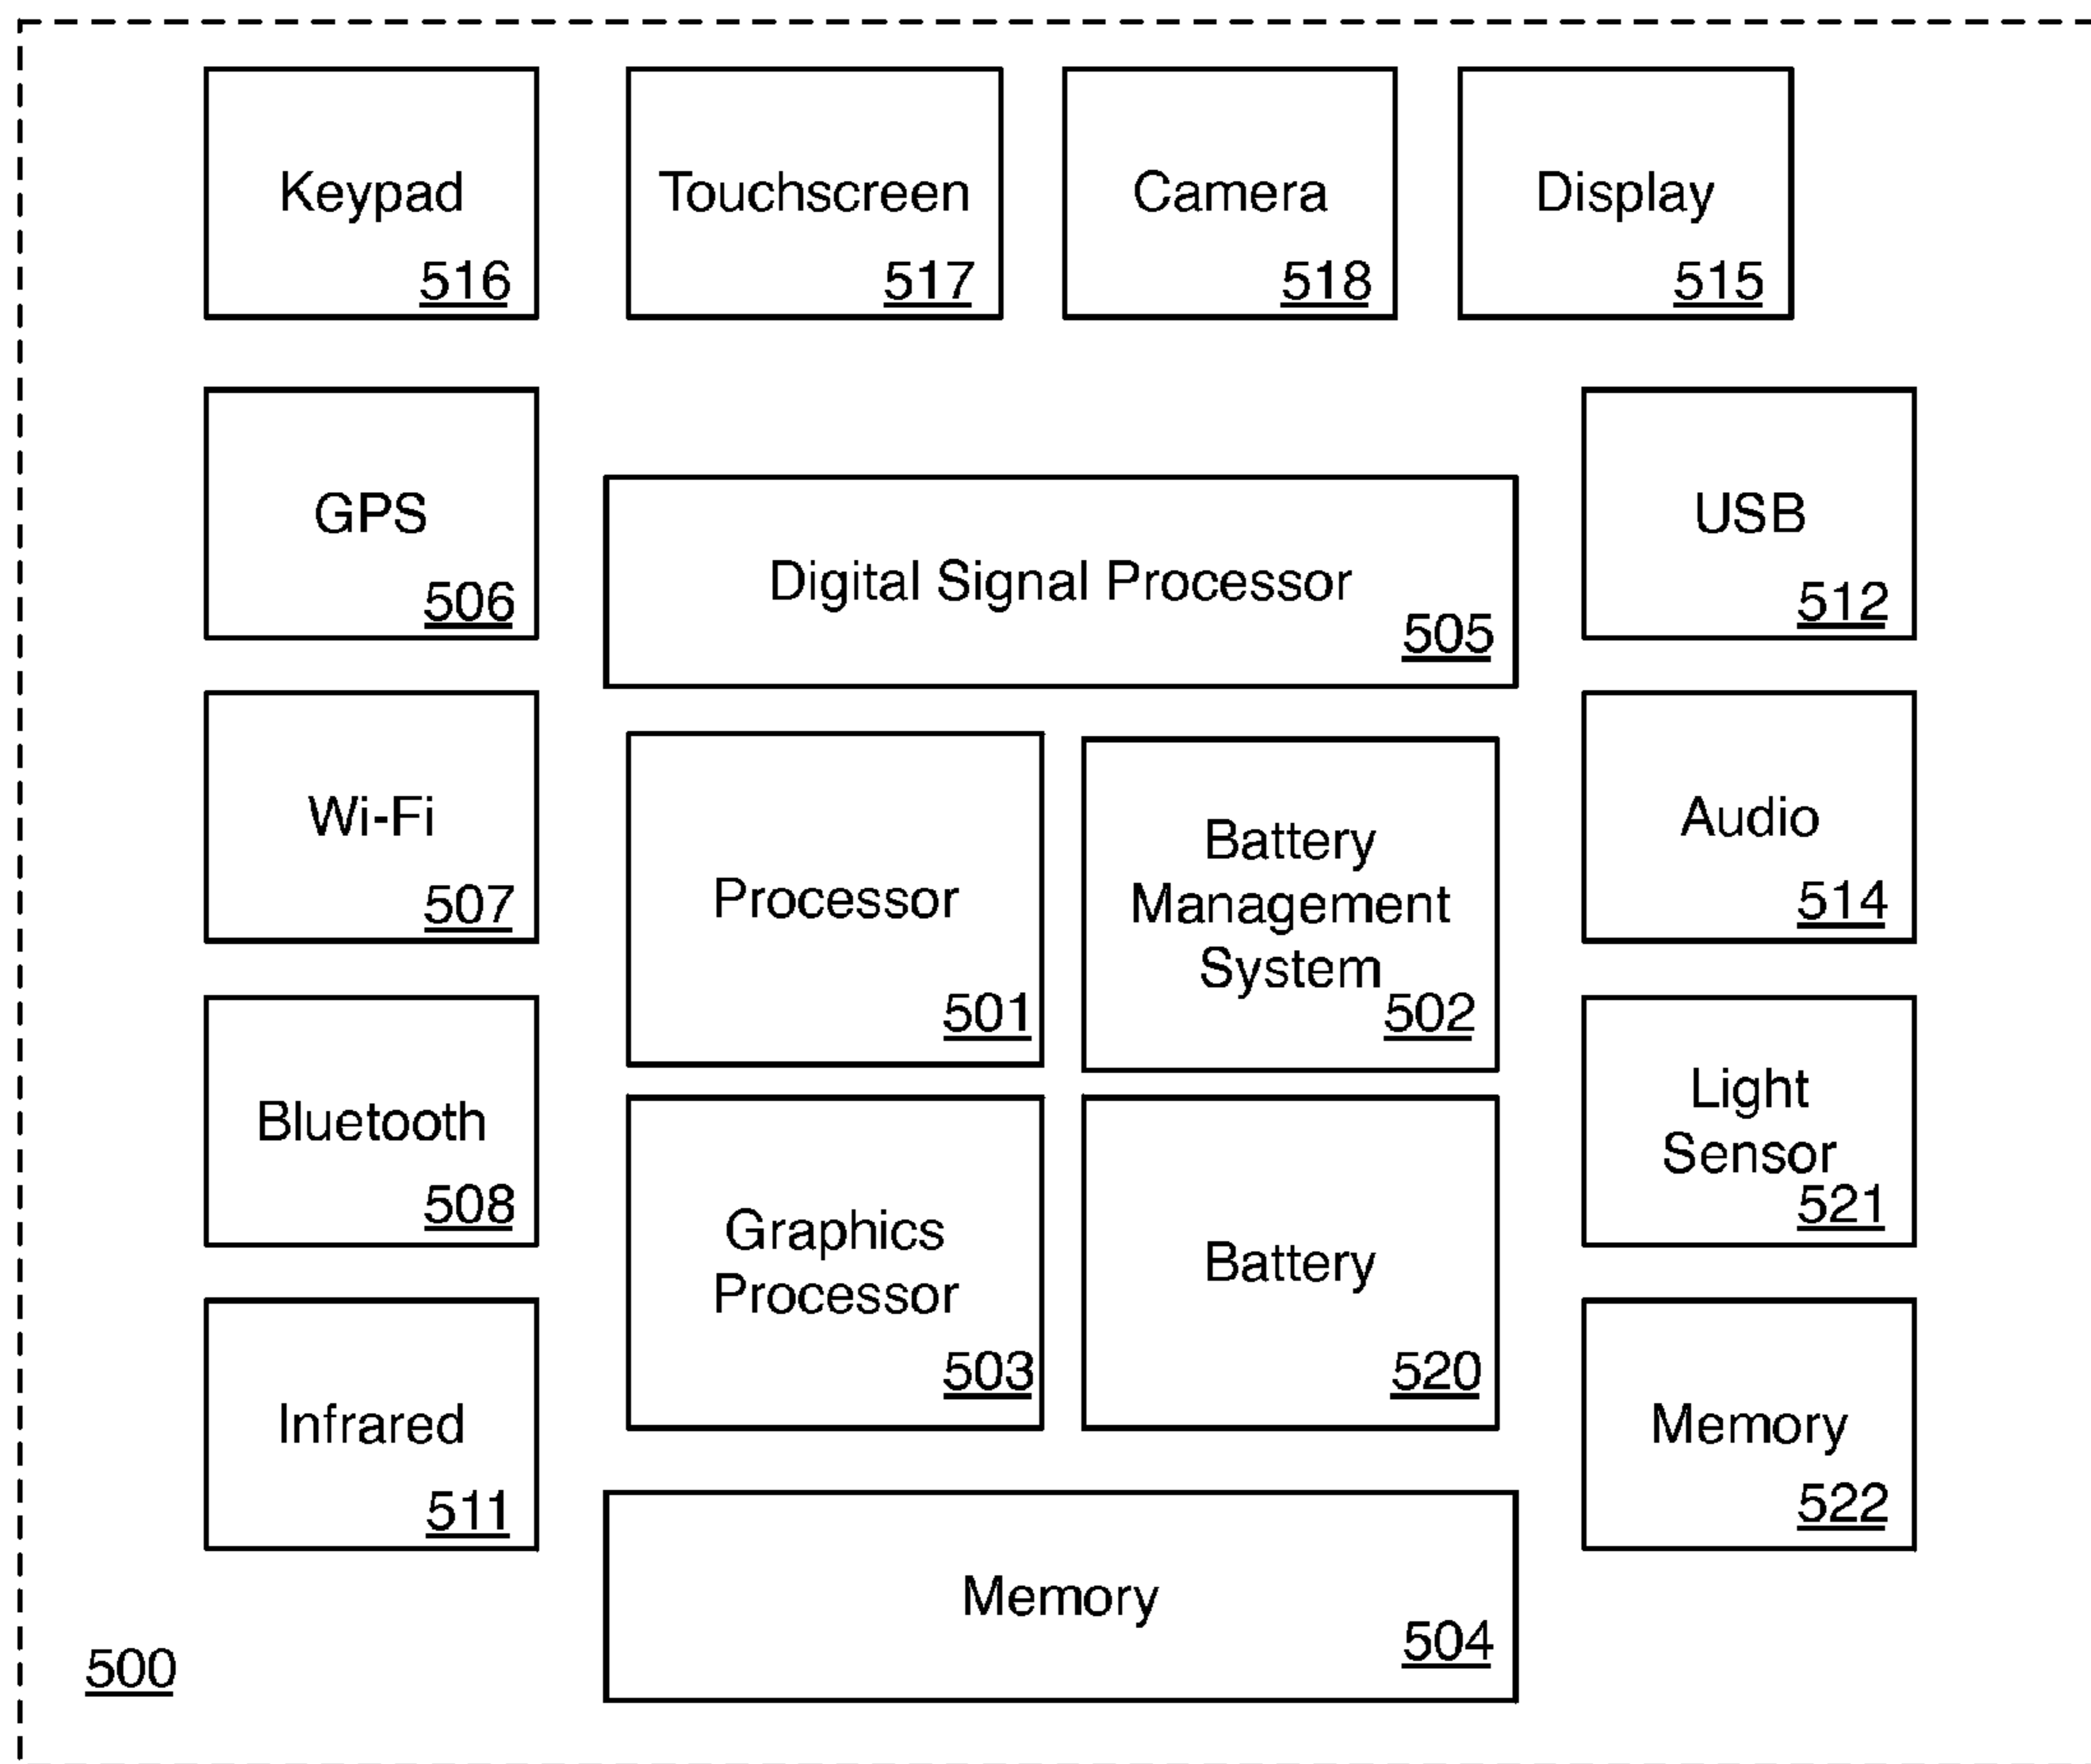 Keypad
516
Touchscreen
517
Camera
518
Display
515
GPS
506
Digital Signal Processor
505
USB
512
Wi-Fi
507
Processor
501
Battery
Management
System
502
Audio
514
Bluetooth
508
Graphics
Processor
503
Battery
520
Light
Sensor
521
Infrared
511
Memory
522
Memory
504
500